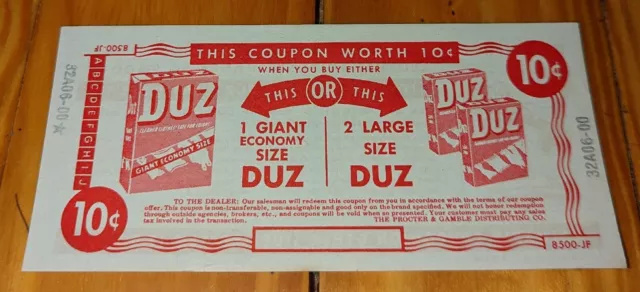 8500-JF
THIS COUPON WORTH 10¢
WHEN YOU BUY EITHER
THIS OR THIS
1 GIANT
ECONOMY
SIZE
DUZ
2 LARGE
SIZE
DUZ
10¢
10¢
A B C D E F G H I J
32A06-00
32A06-00
DUZ
GIANT ECONOMY SIZE
DUZ
DUZ
TO THE DEALER: Our salesman will redeem this coupon from you in accordance with the terms of our coupon
offer. This coupon is non-transferable, non-assignable and good only on the brand specified. We will not honor redemption
through outside agencies, brokers, etc., and coupons will be void when so presented. Your customer must pay any sales
tax involved in the transaction.
THE PROCTER & GAMBLE DISTRIBUTING CO.
8500-JF